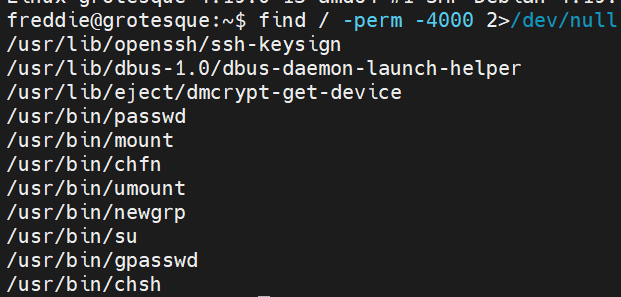 freddie@grotesque:~$ find / -perm -4000 2>/dev/null
/usr/lib/openssh/ssh-keysign
/usr/lib/dbus-1.0/dbus-daemon-launch-helper
/usr/lib/eject/dmcrypt-get-device
/usr/bin/passwd
/usr/bin/mount
/usr/bin/chfn
/usr/bin/umount
/usr/bin/newgrp
/usr/bin/su
/usr/bin/gpasswd
/usr/bin/chsh